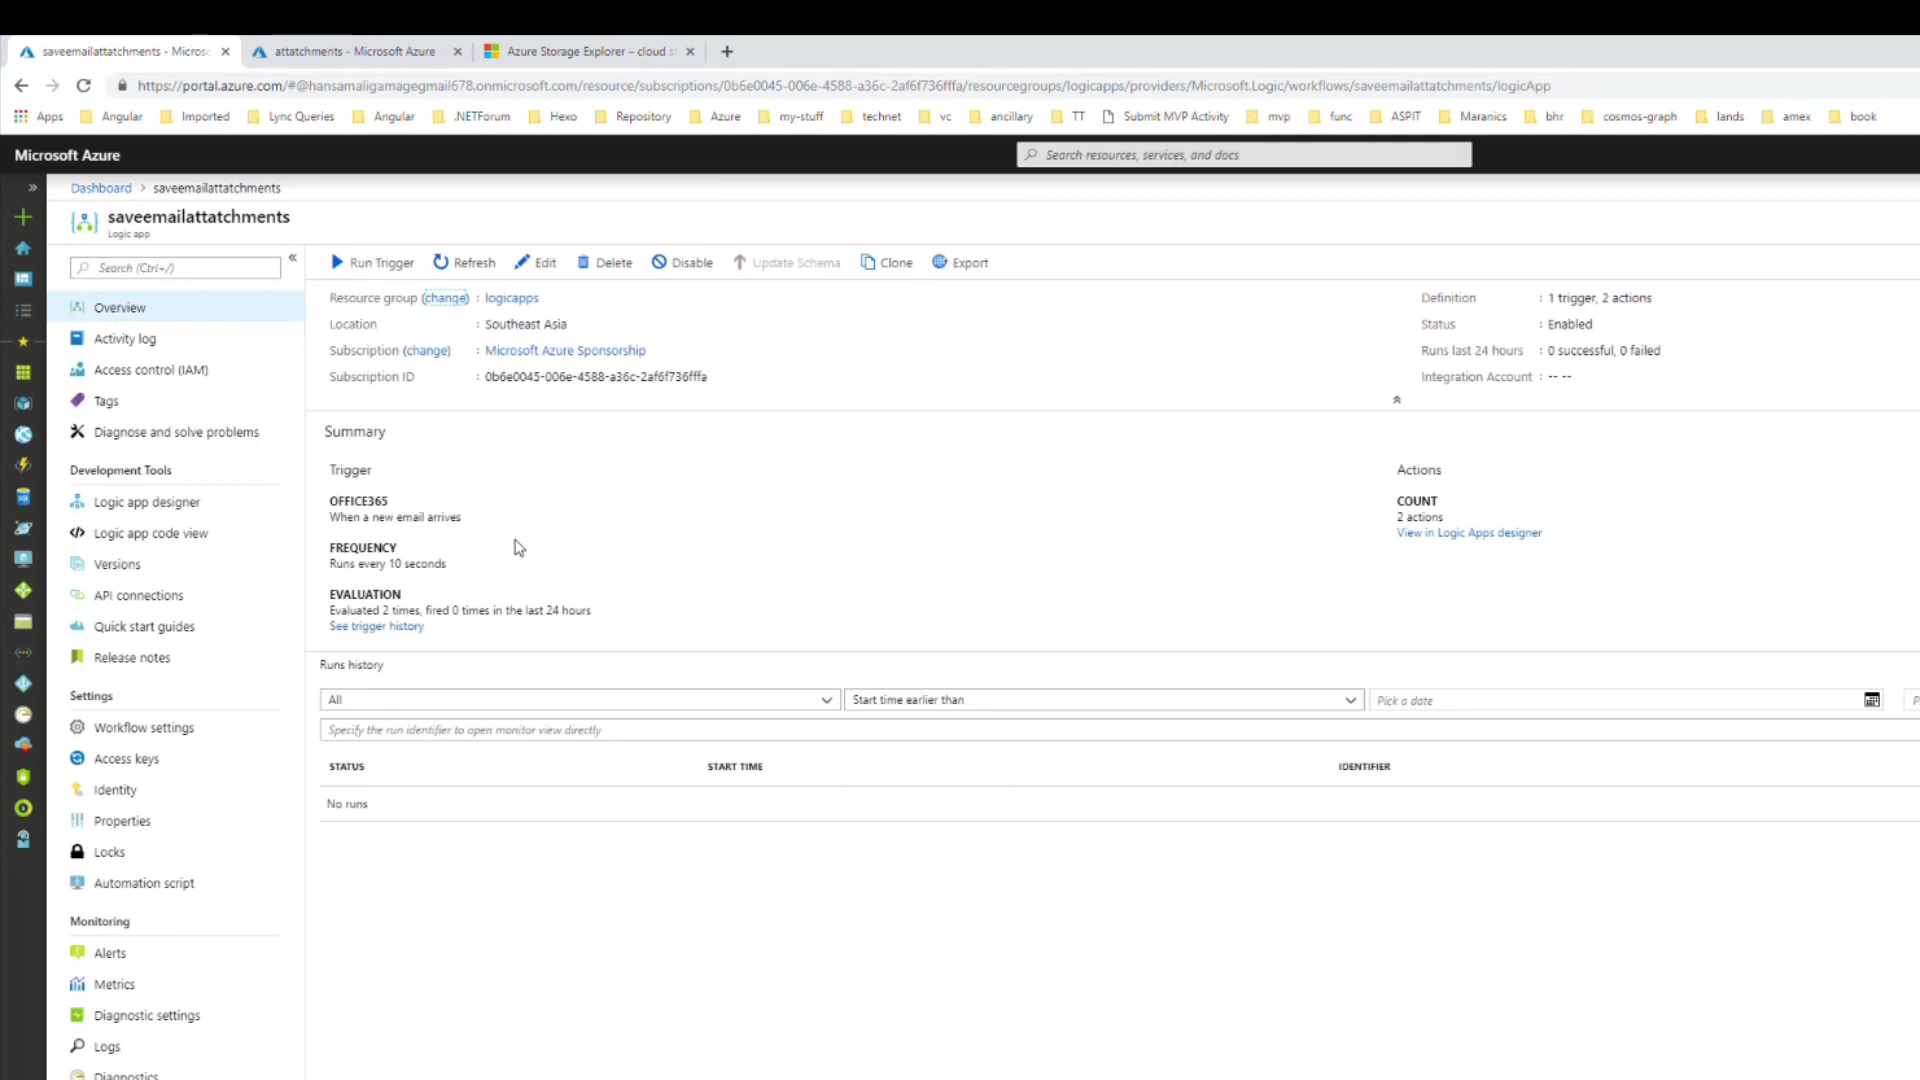 saveemailattatchments - Micros
attatchments - Microsoft Azure
Azure Storage Explorer – cloud s
https://portal.azure.com/#@hansamaligamagegmail678.onmicrosoft.com/resource/subscriptions/0b6e0045-006e-4588-a36c-2af6f736fffa/resourcegroups/logicapps/providers/Microsoft.Logic/workflows/saveemailattatchments/logicApp
Apps Angular Imported Lync Queries Angular .NETForum Hexo Repository Azure my-stuff technet vc ancillary TT Submit MVP Activity mvp func ASPIT Maranics bhr cosmos-graph lands amex book
Microsoft Azure
Search resources, services, and docs
Dashboard > saveemailattatchments
saveemailattatchments
Logic app
Search (Ctrl+/)
Overview
Activity log
Access control (IAM)
Tags
Diagnose and solve problems
Development Tools
Logic app designer
Logic app code view
Versions
API connections
Quick start guides
Release notes
Settings
Workflow settings
Access keys
Identity
Properties
Locks
Automation script
Monitoring
Alerts
Metrics
Diagnostic settings
Logs
Diagnostics
Run Trigger Refresh Edit Delete Disable Update Schema Clone Export
Resource group (change) : logicapps
Location : Southeast Asia
Subscription (change) : Microsoft Azure Sponsorship
Subscription ID : 0b6e0045-006e-4588-a36c-2af6f736fffa
Definition : 1 trigger, 2 actions
Status : Enabled
Runs last 24 hours : 0 successful, 0 failed
Integration Account : -- --
Summary
Trigger
OFFICE365
When a new email arrives
FREQUENCY
Runs every 10 seconds
EVALUATION
Evaluated 2 times, fired 0 times in the last 24 hours
See trigger history
Actions
COUNT
2 actions
View in Logic Apps designer
Runs history
All
Start time earlier than
Pick a date
P
Specify the run identifier to open monitor view directly
STATUS START TIME IDENTIFIER
No runs